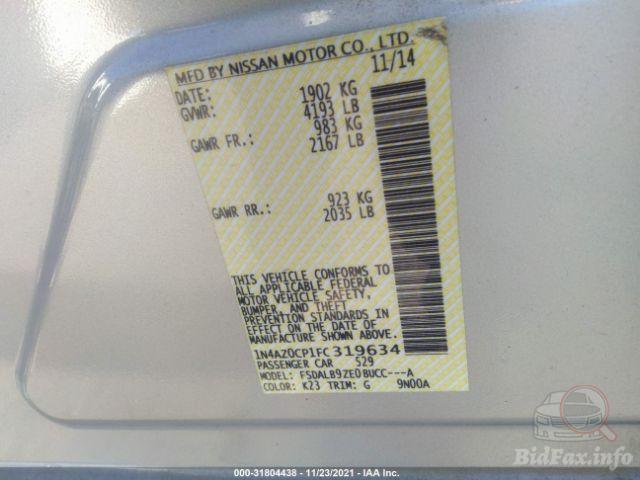 MFD BY NISSAN MOTOR CO., LTD.
DATE: 11/14
GVWR: 1902 KG
4193 LB
GAWR FR.: 983 KG
2167 LB
GAWR RR.: 923 KG
2035 LB
THIS VEHICLE CONFORMS TO
ALL APPLICABLE FEDERAL
MOTOR VEHICLE SAFETY,
BUMPER, AND THEFT
PREVENTION STANDARDS IN
EFFECT ON THE DATE OF
MANUFACTURE SHOWN ABOVE.
1N4AZ0CP1FC319634
PASSENGER CAR 529
MODEL: FSDALB9ZE0BUCC---A
COLOR: K23 TRIM: G 9N00A
000-31804438 - 11/23/2021 - IAA Inc.
BidFax.info